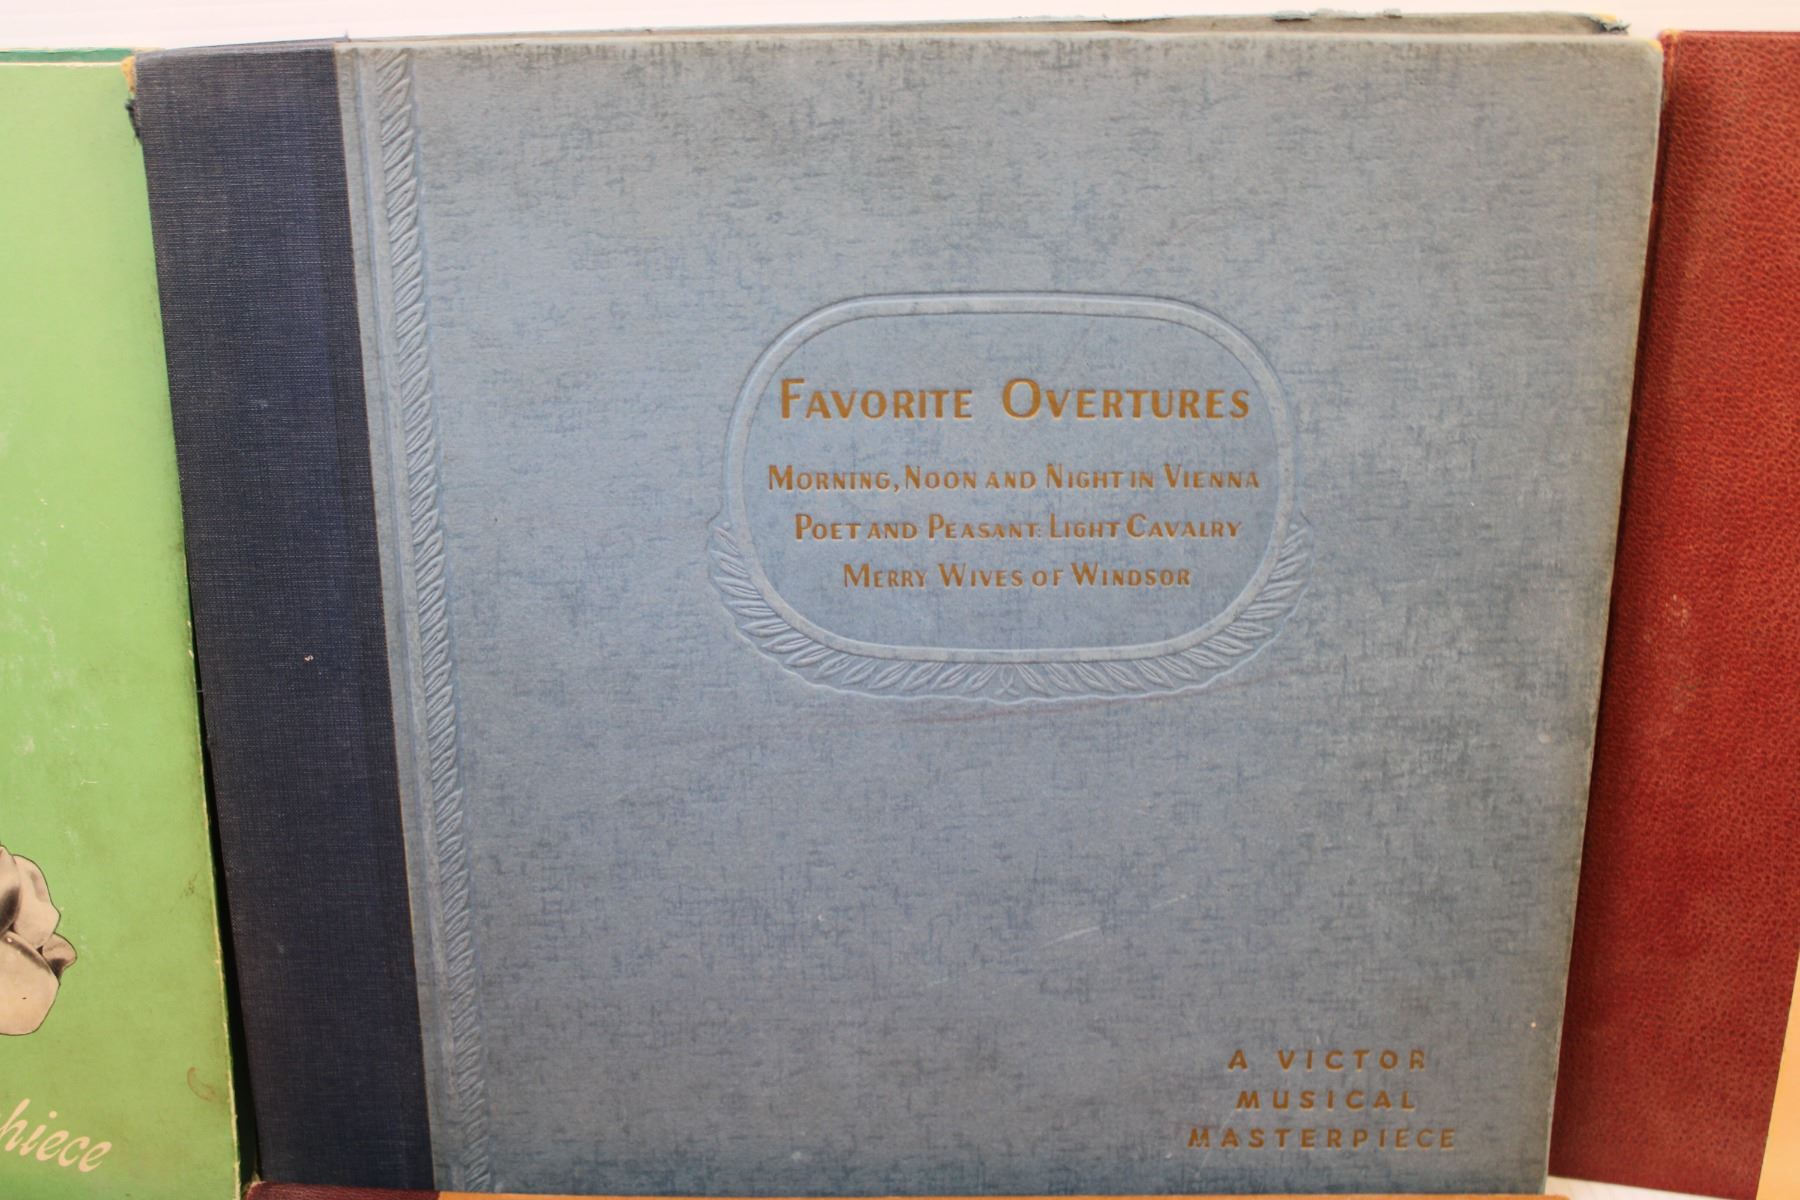 FAVORITE OVERTURES
MORNING, NOON AND NIGHT IN VIENNA
POET AND PEASANT: LIGHT CAVALRY
MERRY WIVES OF WINDSOR
A VICTOR
MUSICAL
MASTERPIECE